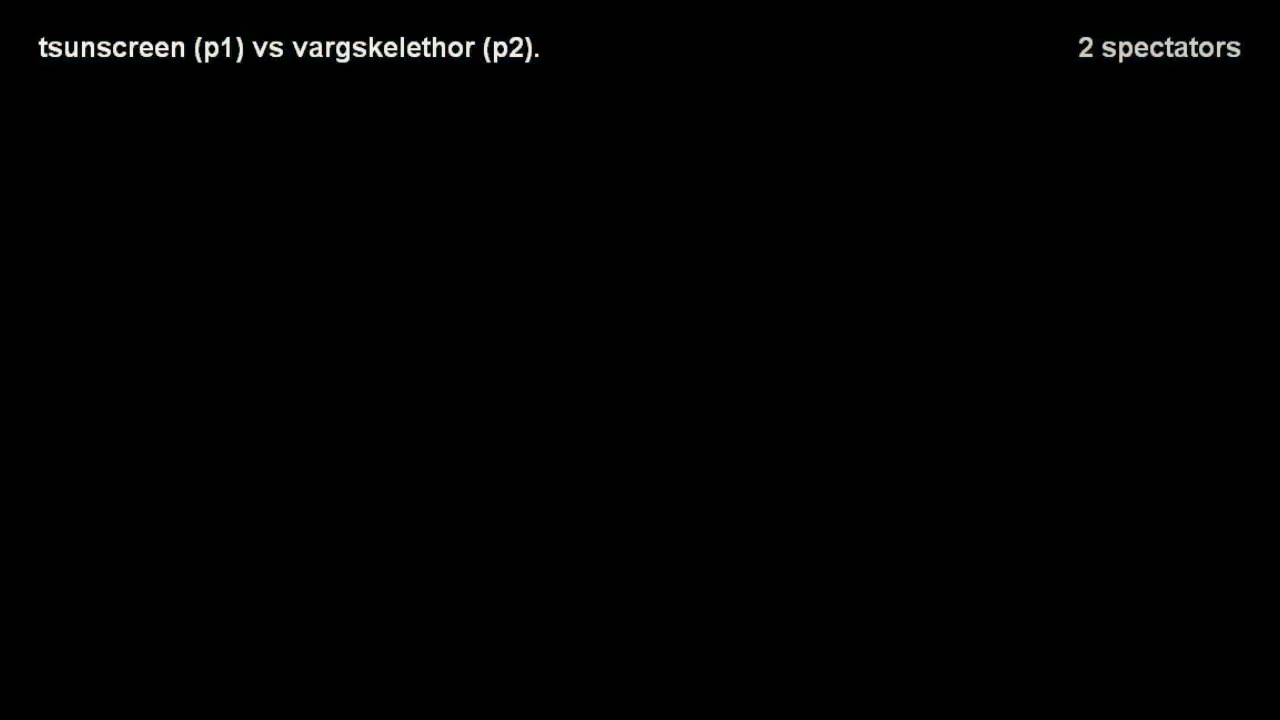 tsunscreen (p1) vs vargskelethor (p2).
2 spectators